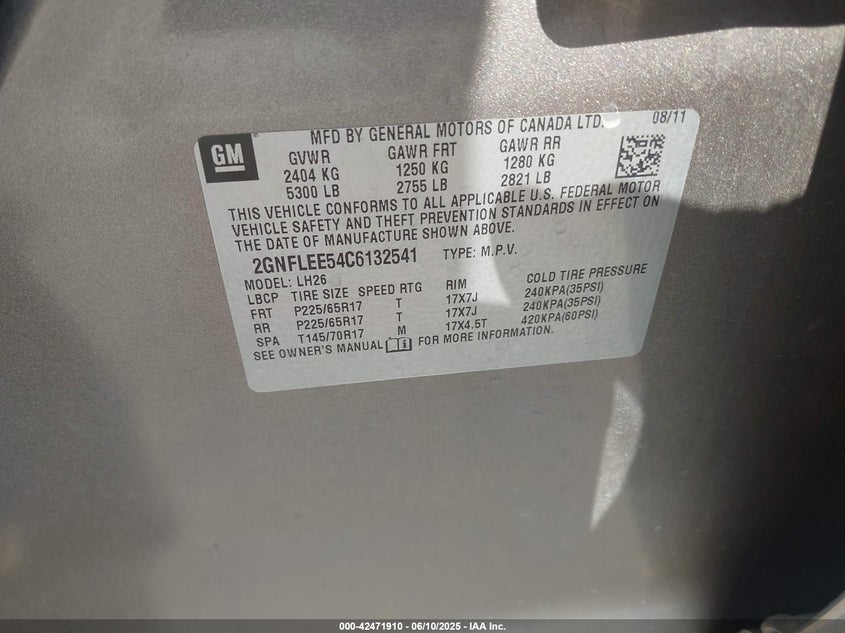 GM
MFD BY GENERAL MOTORS OF CANADA LTD. 08/11
GVWR GAWR FRT GAWR RR
2404 KG 1250 KG 1280 KG
5300 LB 2755 LB 2821 LB
THIS VEHICLE CONFORMS TO ALL APPLICABLE U.S. FEDERAL MOTOR
VEHICLE SAFETY AND THEFT PREVENTION STANDARDS IN EFFECT ON
THE DATE OF MANUFACTURE SHOWN ABOVE.
2GNFLEE54C6132541 TYPE: M.P.V.
MODEL: LH26
LBCP TIRE SIZE SPEED RTG RIM COLD TIRE PRESSURE
FRT P225/65R17 T 17X7J 240KPA(35PSI)
RR P225/65R17 T 17X7J 240KPA(35PSI)
SPA T145/70R17 M 17X4.5T 420KPA(60PSI)
SEE OWNER'S MANUAL FOR MORE INFORMATION.
000-42471910 - 06/10/2025 - IAA Inc.